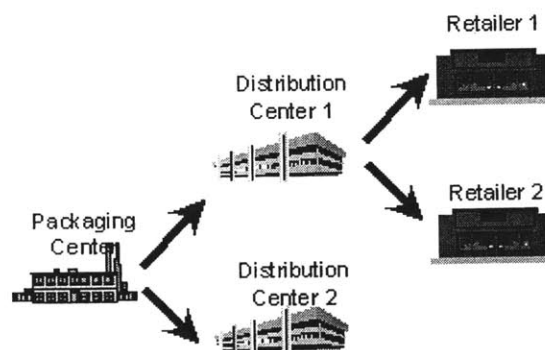 Retailer 1
Distribution
Center 1
Retailer 2
Packaging
Center
Distribution
Center 2